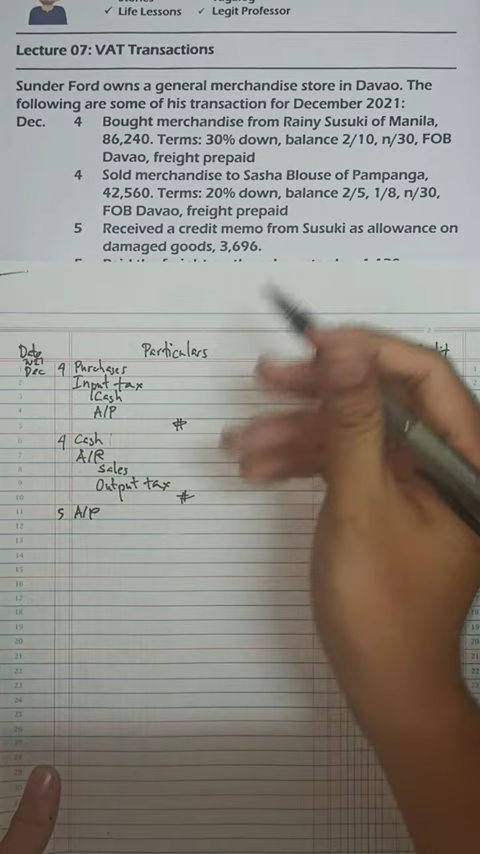 ✓ Life Lessons ✓ Legit Professor
Lecture 07: VAT Transactions
Sunder Ford owns a general merchandise store in Davao. The
following are some of his transaction for December 2021:
Dec. 4 Bought merchandise from Rainy Susuki of Manila,
86,240. Terms: 30% down, balance 2/10, n/30, FOB
Davao, freight prepaid
4 Sold merchandise to Sasha Blouse of Pampanga,
42,560. Terms: 20% down, balance 2/5, 1/8, n/30,
FOB Davao, freight prepaid
5 Received a credit memo from Susuki as allowance on
damaged goods, 3,696.
Date Particulars
2021
Dec 4 Purchases
Input tax
Cash
A/P
#
4 Cash
A/R
Sales
Output tax
#
5 A/P